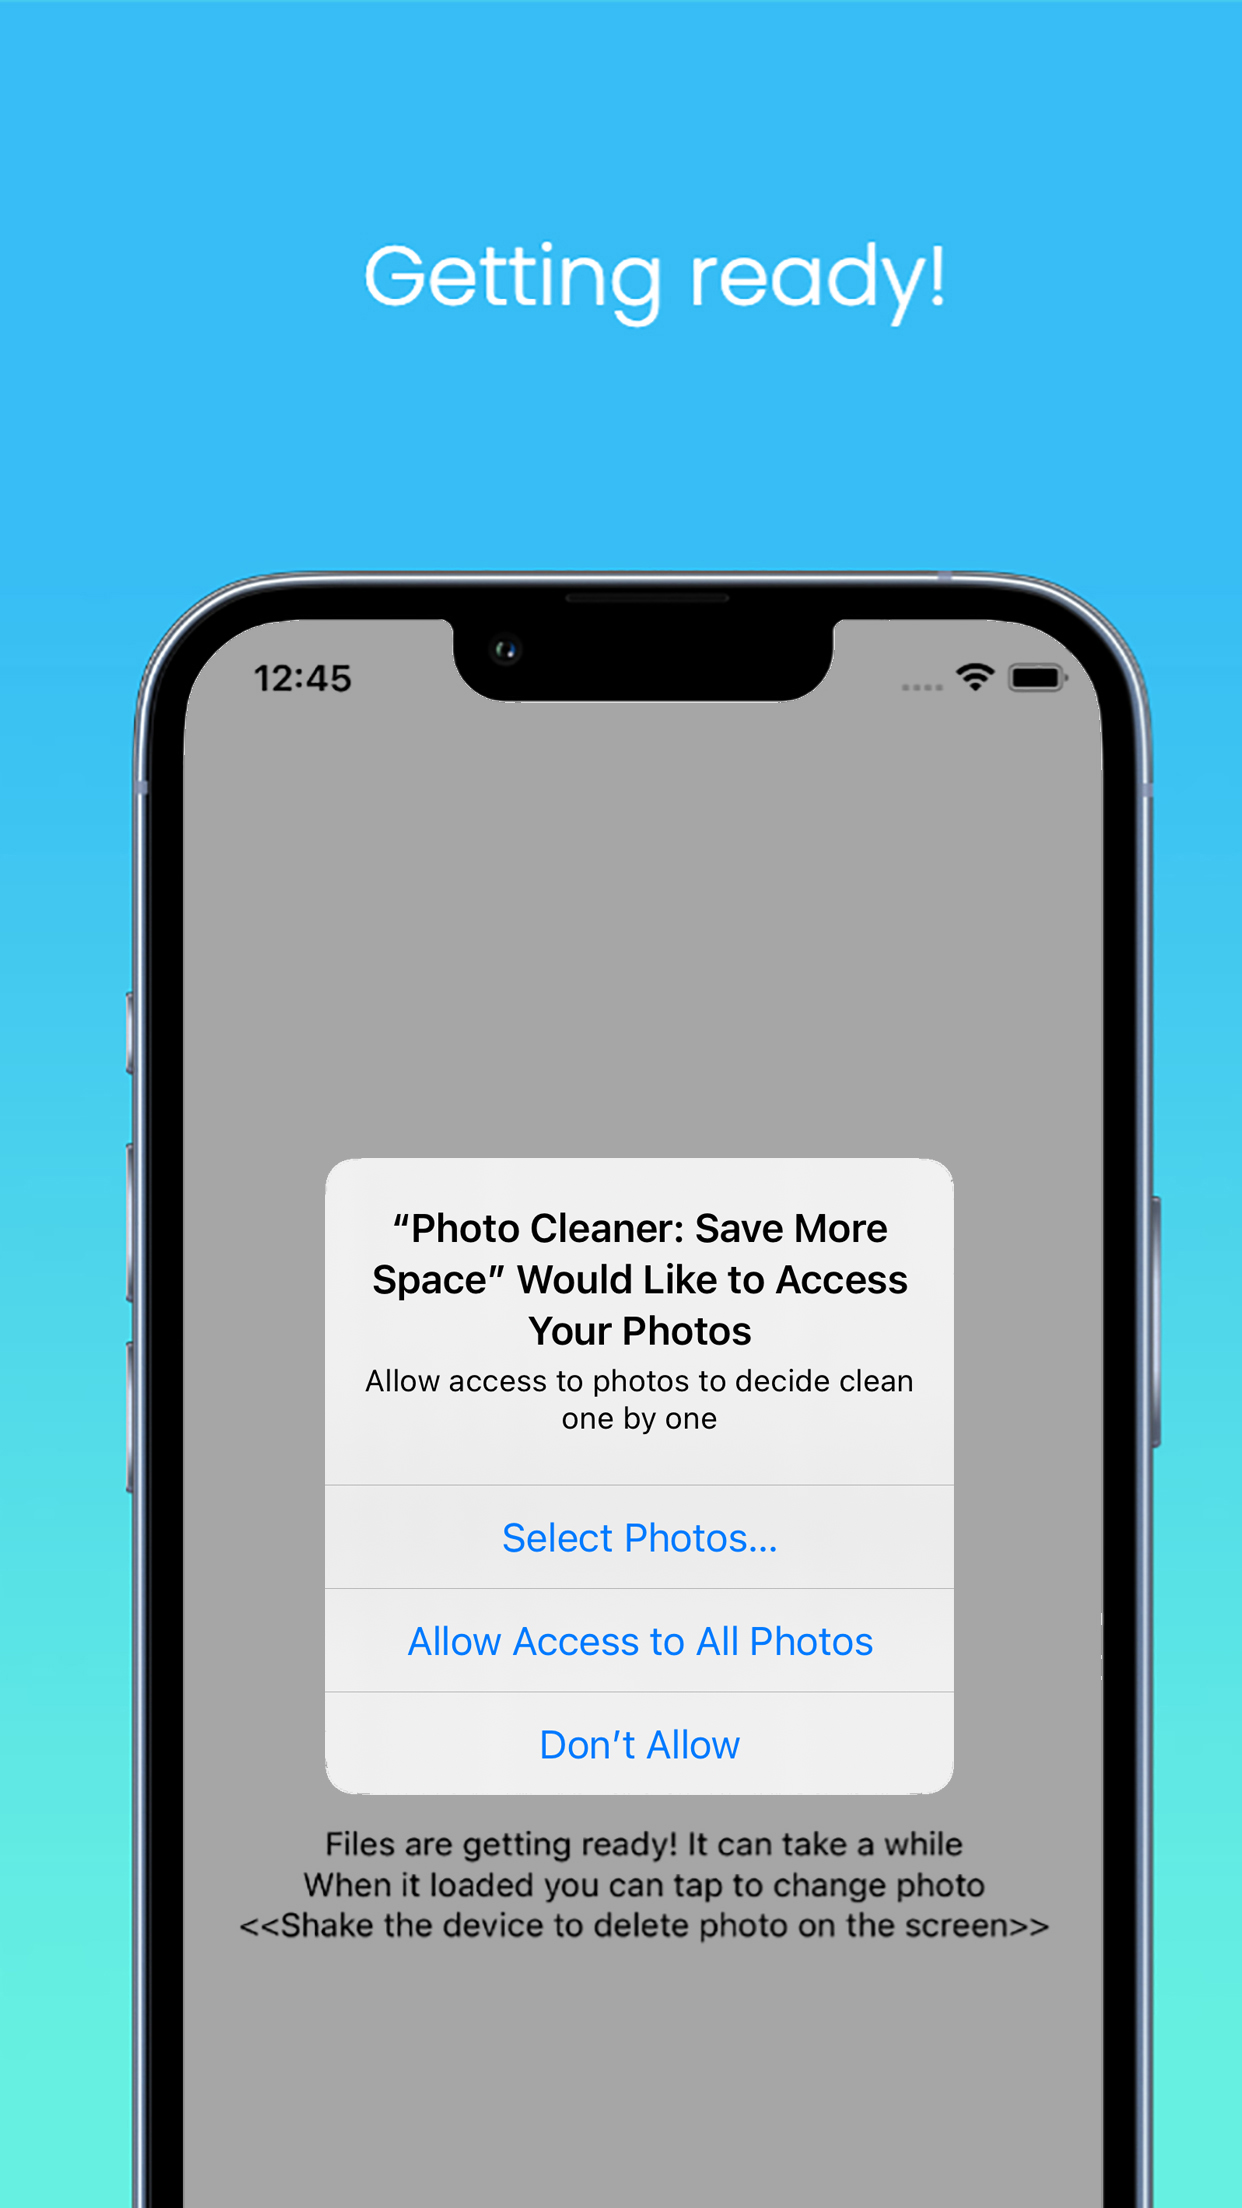 Getting ready!
12:45
“Photo Cleaner: Save More
Space” Would Like to Access
Your Photos
Allow access to photos to decide clean
one by one
Select Photos...
Allow Access to All Photos
Don’t Allow
Files are getting ready! It can take a while
When it loaded you can tap to change photo
<<Shake the device to delete photo on the screen>>